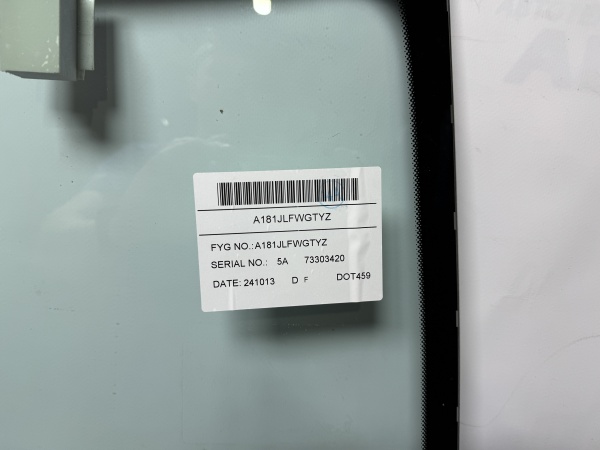 A181JLFWGTYZ
FYG NO.:A181JLFWGTYZ
SERIAL NO.: 5A 73303420
DATE: 241013 D F DOT459